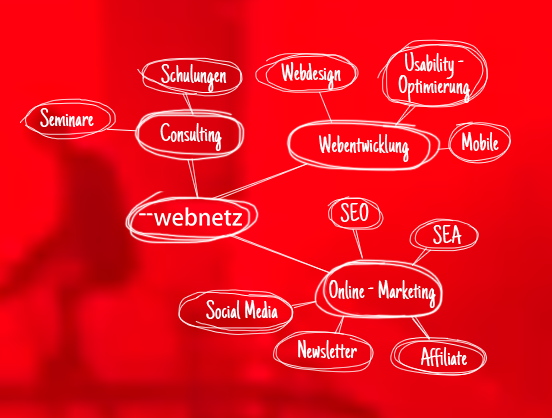 Schulungen
Webdesign
Usability -
Optimierung
Seminare
Consulting
Webentwicklung
Mobile
--webnetz
SEO
SEA
Online - Marketing
Social Media
Newsletter
Affiliate